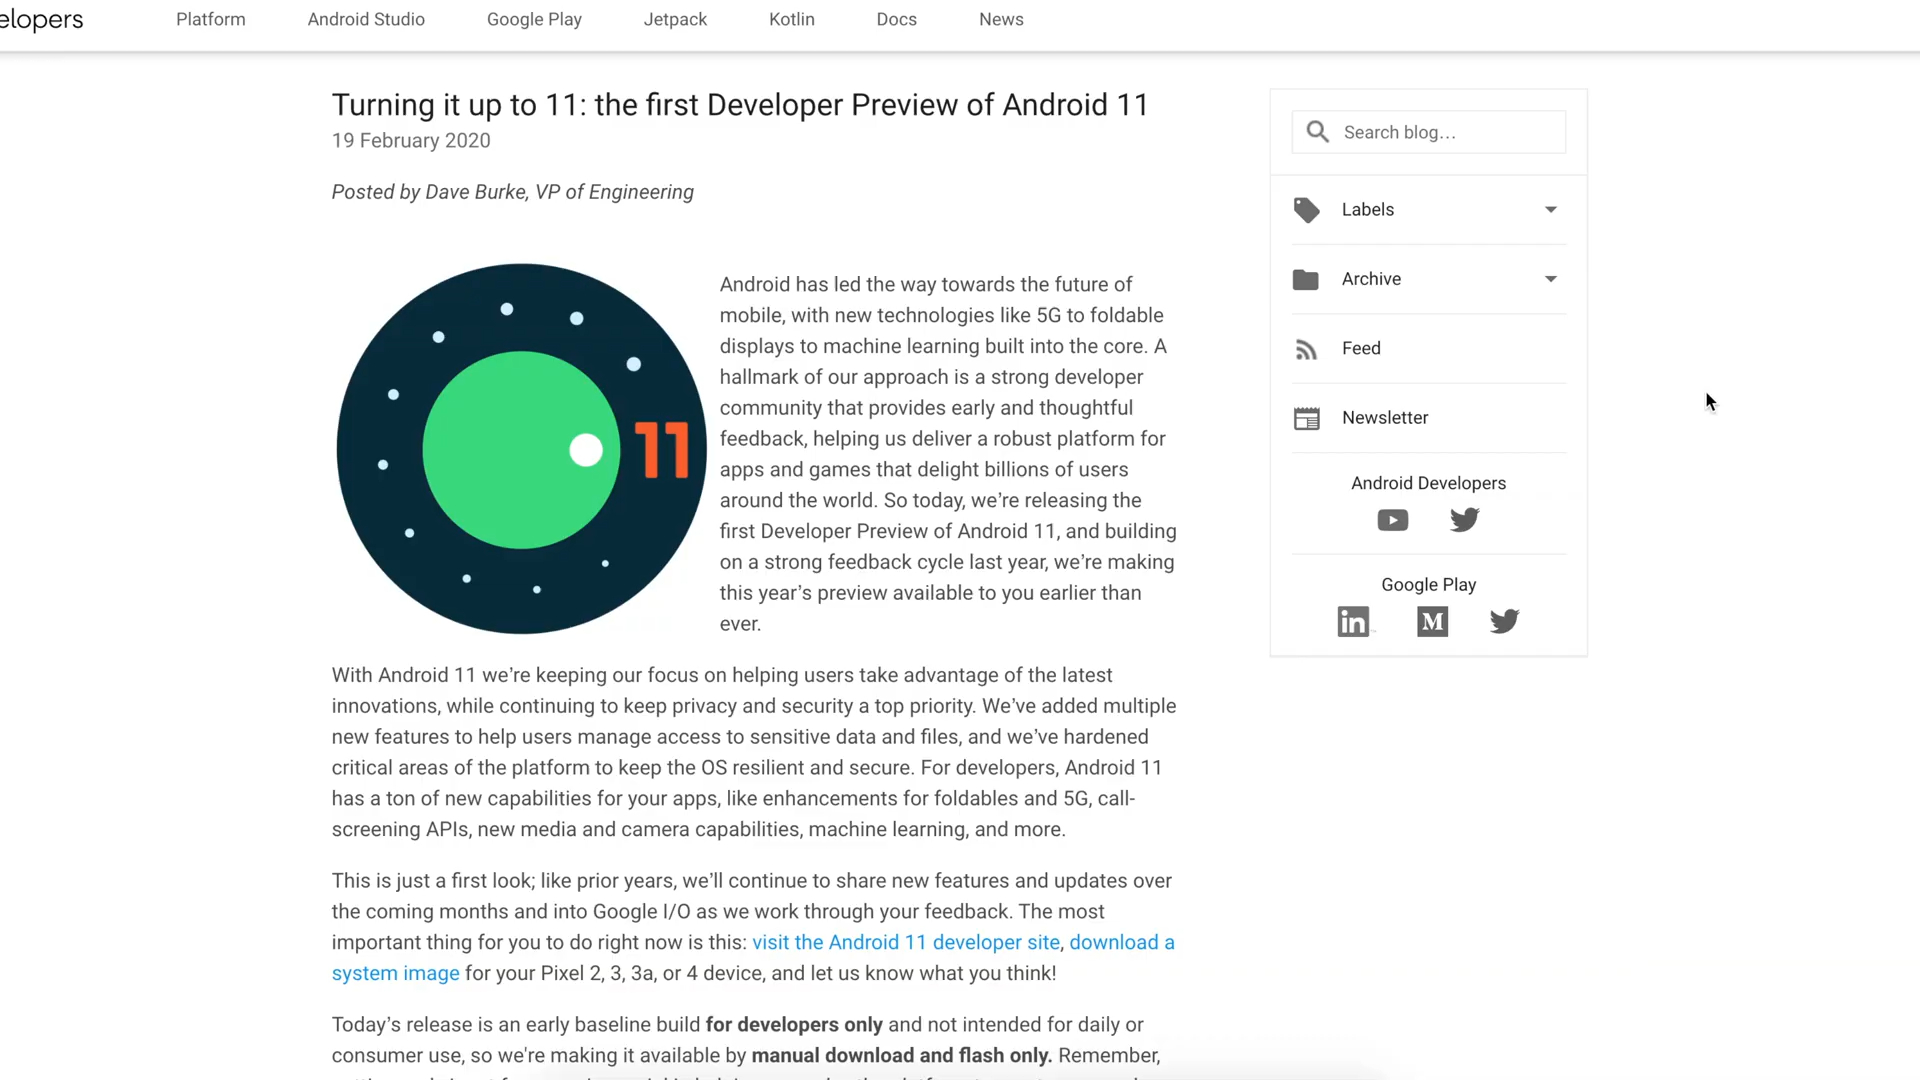 elopers
Platform
Android Studio
Google Play
Jetpack
Kotlin
Docs
News
Turning it up to 11: the first Developer Preview of Android 11
19 February 2020
Posted by Dave Burke, VP of Engineering
11
Android has led the way towards the future of
mobile, with new technologies like 5G to foldable
displays to machine learning built into the core. A
hallmark of our approach is a strong developer
community that provides early and thoughtful
feedback, helping us deliver a robust platform for
apps and games that delight billions of users
around the world. So today, we’re releasing the
first Developer Preview of Android 11, and building
on a strong feedback cycle last year, we’re making
this year’s preview available to you earlier than
ever.
With Android 11 we’re keeping our focus on helping users take advantage of the latest
innovations, while continuing to keep privacy and security a top priority. We’ve added multiple
new features to help users manage access to sensitive data and files, and we’ve hardened
critical areas of the platform to keep the OS resilient and secure. For developers, Android 11
has a ton of new capabilities for your apps, like enhancements for foldables and 5G, call-
screening APIs, new media and camera capabilities, machine learning, and more.
This is just a first look; like prior years, we’ll continue to share new features and updates over
the coming months and into Google I/O as we work through your feedback. The most
important thing for you to do right now is this: visit the Android 11 developer site, download a
system image for your Pixel 2, 3, 3a, or 4 device, and let us know what you think!
Today’s release is an early baseline build for developers only and not intended for daily or
consumer use, so we're making it available by manual download and flash only. Remember,
Search blog…
Labels
Archive
Feed
Newsletter
Android Developers
Google Play
in
M